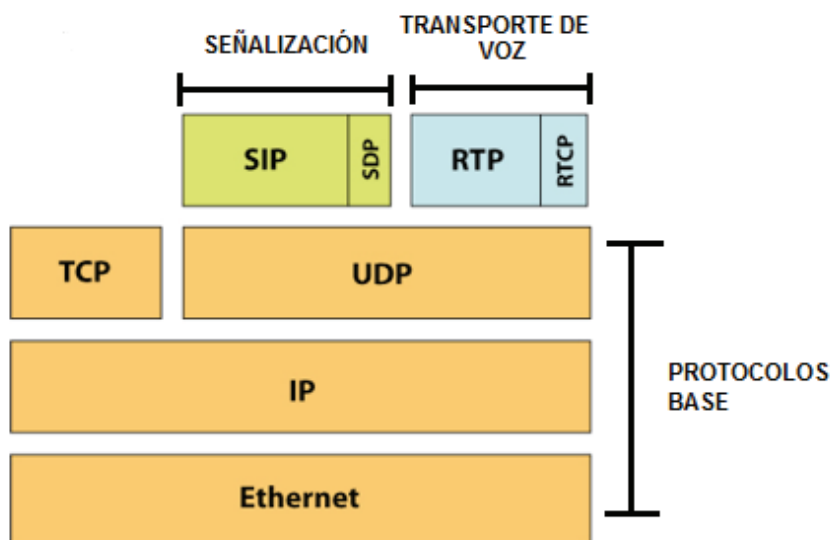 SEÑALIZACIÓN
TRANSPORTE DE
VOZ
SIP
SDP
RTP
RTCP
TCP
UDP
IP
PROTOCOLOS
BASE
Ethernet